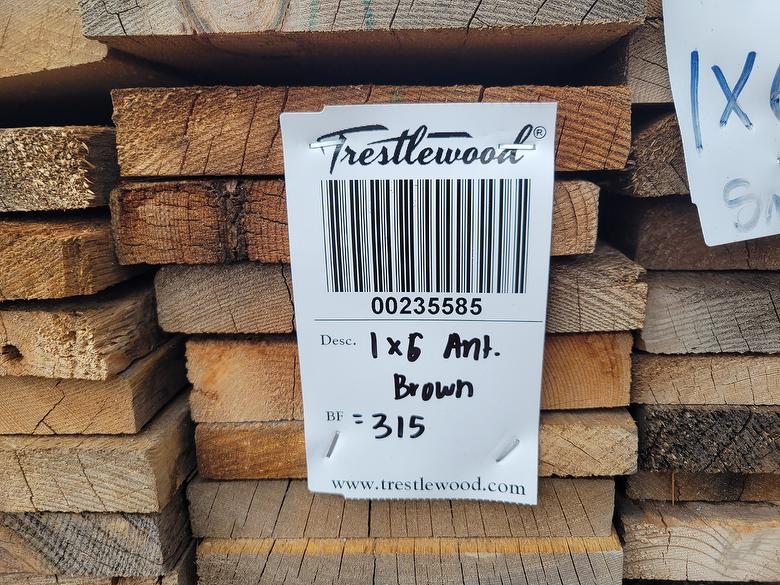 Trestlewood®
00235585
Desc. 1x6 Ant.
Brown
BF = 315
www.trestlewood.com
1x6